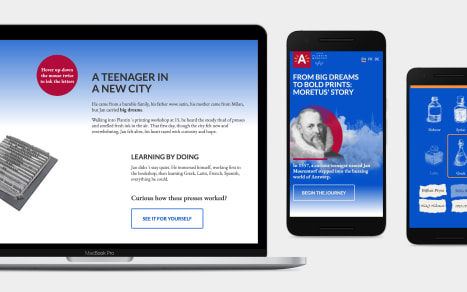 Hover up/down
the mouse twice
to ink the letters
A TEENAGER IN
A NEW CITY
He came from a humble family, his father wove satin, his mother came from Milan,
but Jan carried big dreams.
Walking into Plantin's printing workshop at 15, he heard the steady thud of presses
and smelled fresh ink in the air. That first day, though the city felt new and
overwhelming, Jan felt alive, his heart raced with curiosity and hope.
LEARNING BY DOING
Jan didn't stay quiet. He immersed himself, working first in
the bookshop, then learning Greek, Latin, French, Spanish,
everything he could.
Curious how these presses worked?
SEE IT FOR YOURSELF
MacBook Pro
A
EN FR
FROM BIG DREAMS
TO BOLD PRINTS:
MORETUS' STORY
In 1557, a curious teenager named Jan
Moerentorf stepped into the buzzing
world of Antwerp.
BEGIN THE JOURNEY